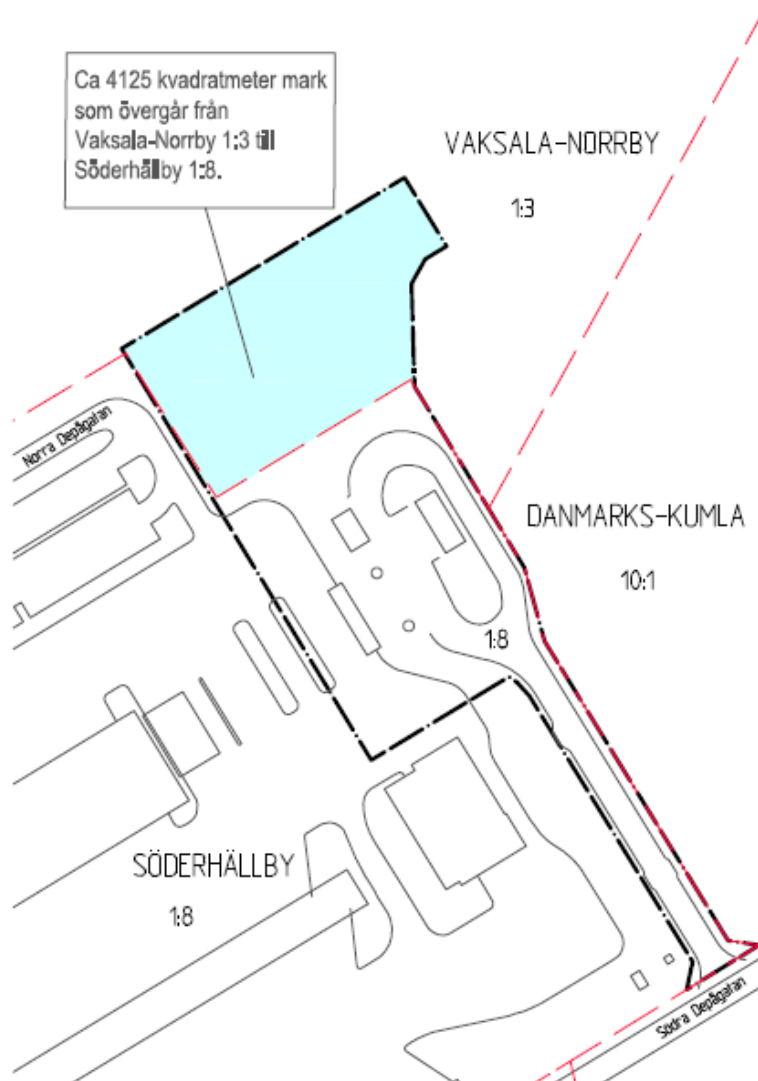 Ca 4125 kvadratmeter mark
som övergår från
Vaksala-Norrby 1:3 till
Söderhällby 1:8.
VAKSALA-NORRBY
1:3
Norra Depågatan
DANMARKS-KUMLA
10:1
1:8
SÖDERHÄLLBY
1:8
Södra Depågatan